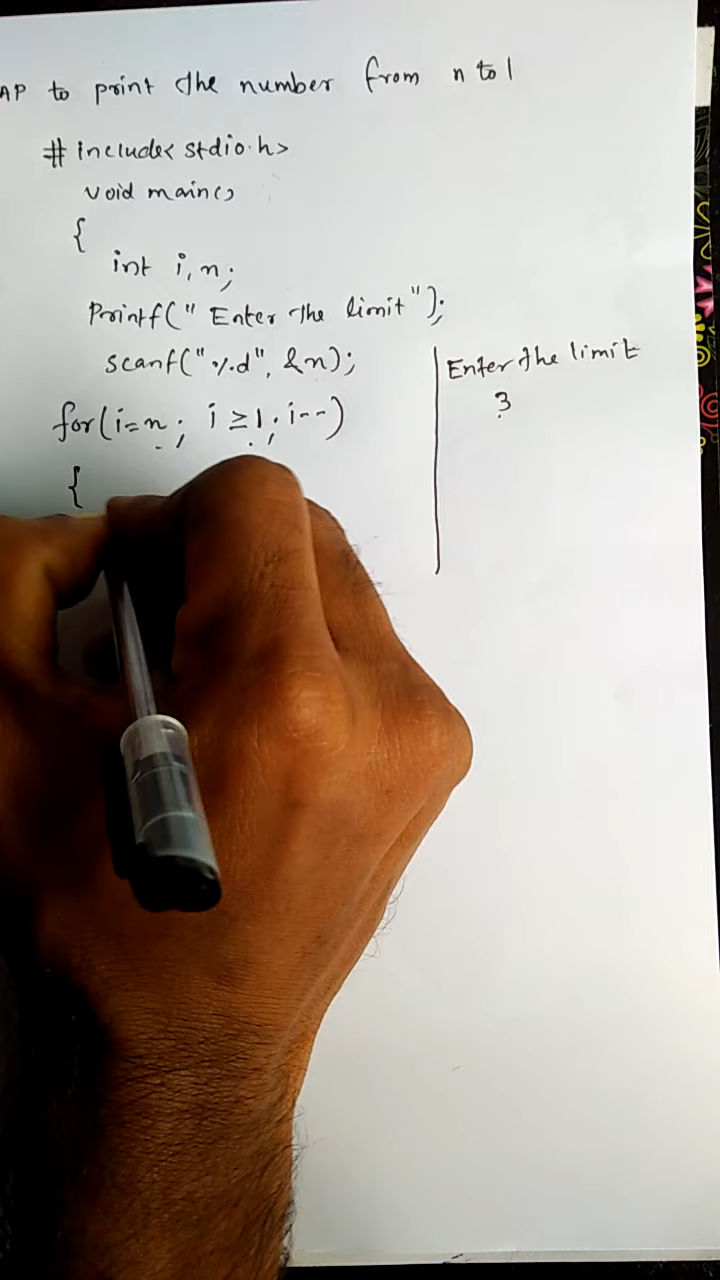 AP to print the number from n to 1
# include< stdio.h>
void main()
{
int i, n;
Printf(" Enter the limit");
scanf("%d", &n);
for(i=n; i ≥1; i--)
{
Enter the limit
3